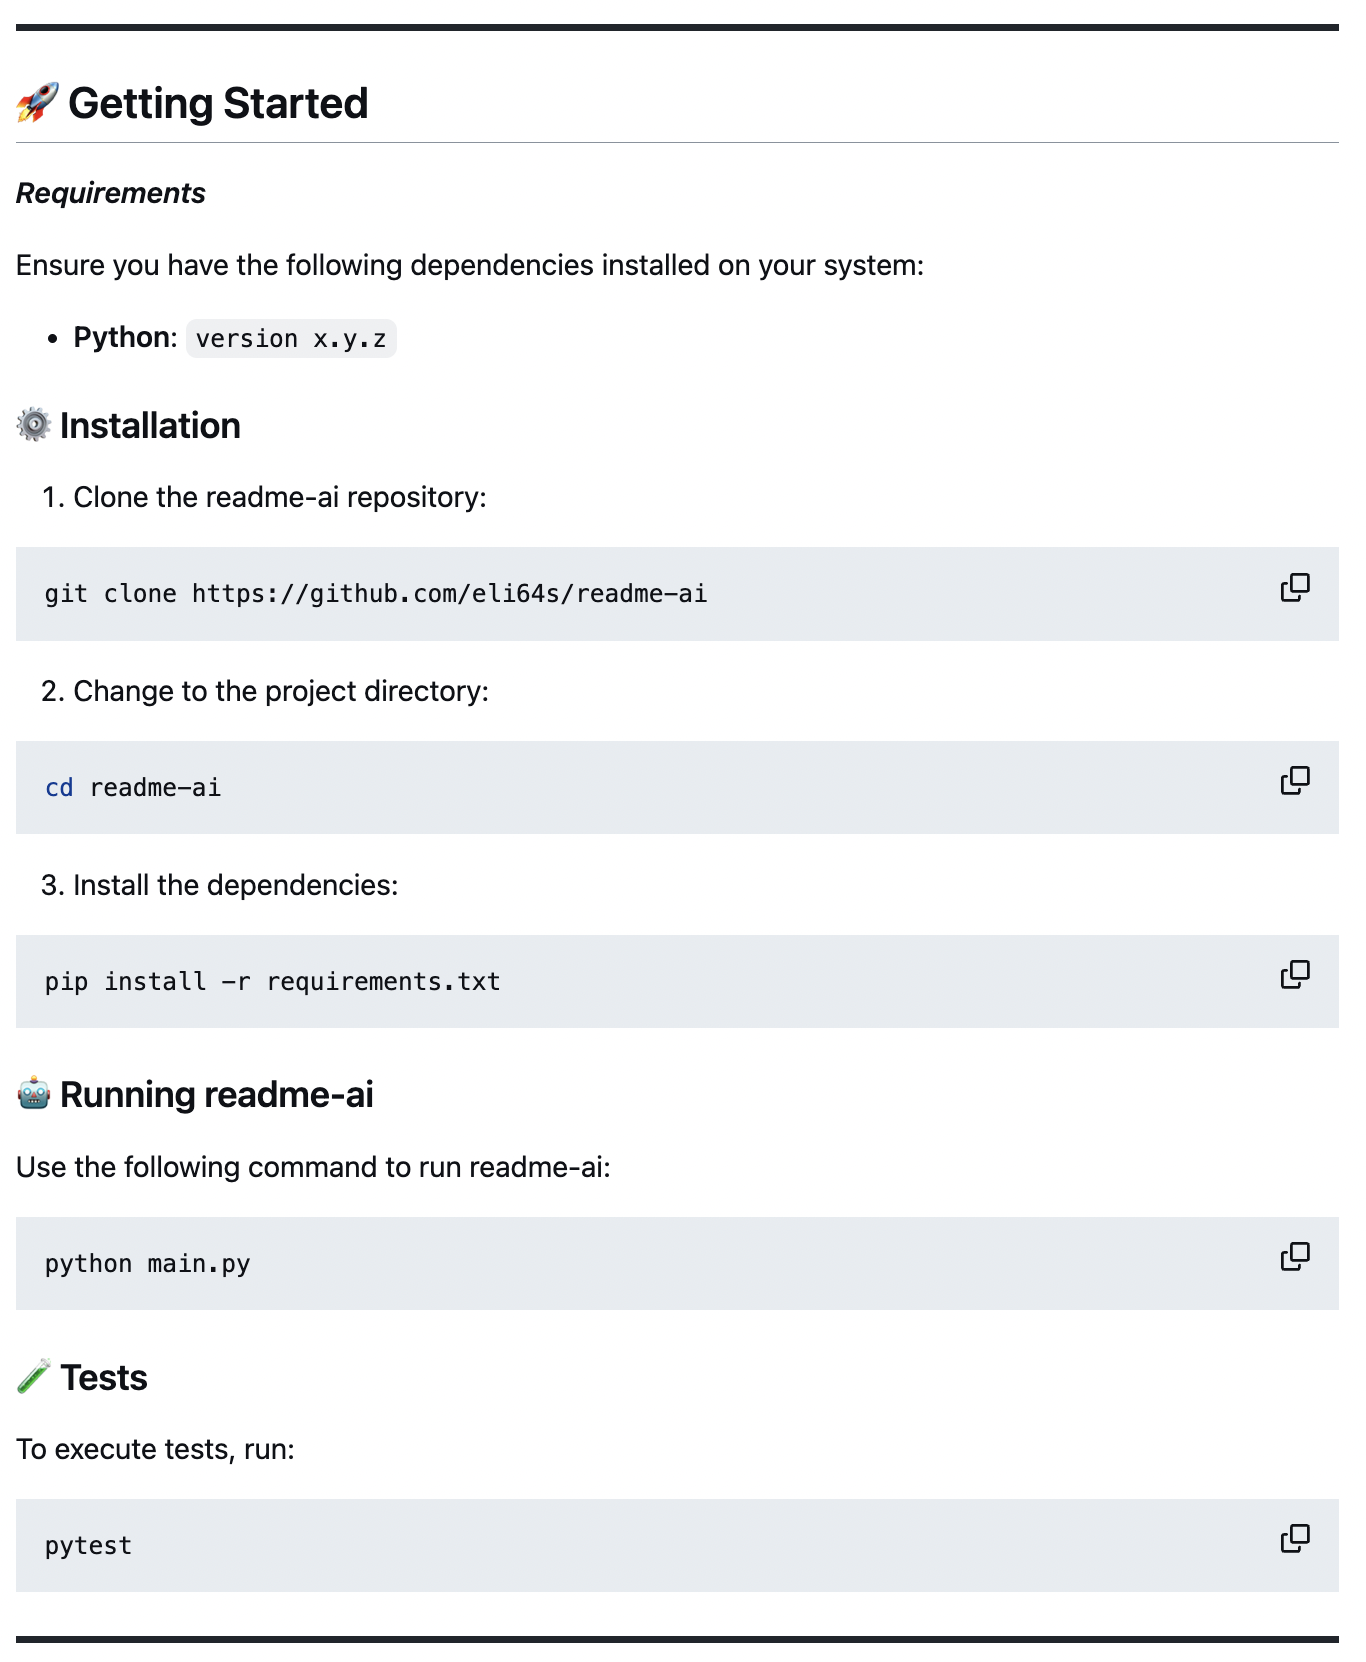 🚀 Getting Started
Requirements
Ensure you have the following dependencies installed on your system:
• Python: version x.y.z
⚙️ Installation
1. Clone the readme-ai repository:
git clone https://github.com/eli64s/readme-ai
2. Change to the project directory:
cd readme-ai
3. Install the dependencies:
pip install -r requirements.txt
🤖 Running readme-ai
Use the following command to run readme-ai:
python main.py
🧪 Tests
To execute tests, run:
pytest